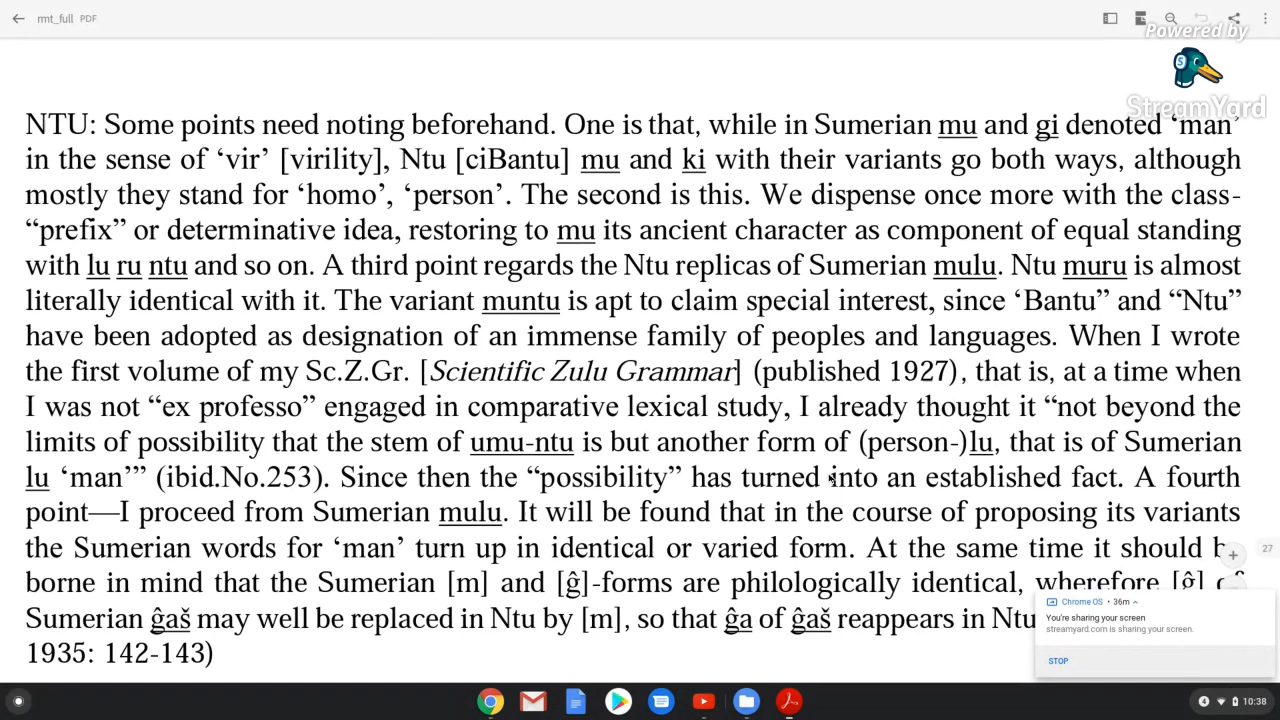 rmt_full PDF
Powered by
StreamYard
NTU: Some points need noting beforehand. One is that, while in Sumerian mu and gi denoted ‘man’
in the sense of ‘vir’ [virility], Ntu [ciBantu] mu and ki with their variants go both ways, although
mostly they stand for ‘homo’, ‘person’. The second is this. We dispense once more with the class-
“prefix” or determinative idea, restoring to mu its ancient character as component of equal standing
with lu ru ntu and so on. A third point regards the Ntu replicas of Sumerian mulu. Ntu muru is almost
literally identical with it. The variant muntu is apt to claim special interest, since ‘Bantu” and “Ntu”
have been adopted as designation of an immense family of peoples and languages. When I wrote
the first volume of my Sc.Z.Gr. [Scientific Zulu Grammar] (published 1927), that is, at a time when
I was not “ex professo” engaged in comparative lexical study, I already thought it “not beyond the
limits of possibility that the stem of umu-ntu is but another form of (person-)lu, that is of Sumerian
lu ‘man’” (ibid.No.253). Since then the “possibility” has turned into an established fact. A fourth
point—I proceed from Sumerian mulu. It will be found that in the course of proposing its variants
the Sumerian words for ‘man’ turn up in identical or varied form. At the same time it should
27
borne in mind that the Sumerian [m] and [ĝ]-forms are philologically identical, wherefore [ĝ] of
Sumerian ĝaš may well be replaced in Ntu by [m], so that ĝa of ĝaš reappears in Ntu
1935: 142-143)
Chrome OS • 36m
You're sharing your screen
streamyard.com is sharing your screen.
STOP
4 10:38